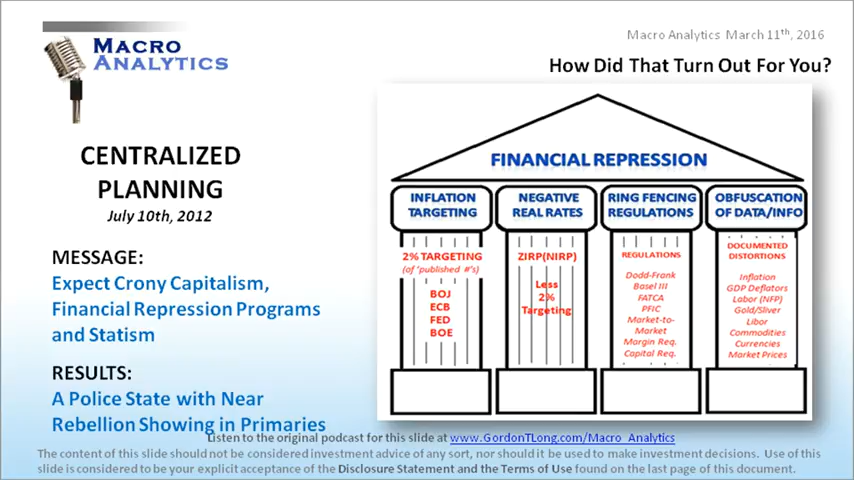 Macro Analytics March 11th, 2016
MACRO
ANALYTICS
How Did That Turn Out For You?
CENTRALIZED
PLANNING
July 10th, 2012
MESSAGE:
Expect Crony Capitalism,
Financial Repression Programs
and Statism
RESULTS:
A Police State with Near
Rebellion Showing in Primaries
FINANCIAL REPRESSION
INFLATION
TARGETING
2% TARGETING
(of 'published #'s)
BOJ
ECB
FED
BOE
NEGATIVE
REAL RATES
ZIRP(NIRP)
Less
2%
Targeting
RING FENCING
REGULATIONS
REGULATIONS
Dodd-Frank
Basel III
FATCA
PFIC
Market-to-
Market
Margin Req.
Capital Req.
OBFUSCATION
OF DATA/INFO
DOCUMENTED
DISTORTIONS
Inflation
GDP Deflators
Labor (NFP)
Gold/Sliver
Libor
Commodities
Currencies
Market Prices
Listen to the original podcast for this slide at www.GordonTLong.com/Macro_Analytics
The content of this slide should not be considered investment advice of any sort, nor should it be used to make investment decisions. Use of this
slide is considered to be your explicit acceptance of the Disclosure Statement and the Terms of Use found on the last page of this document.